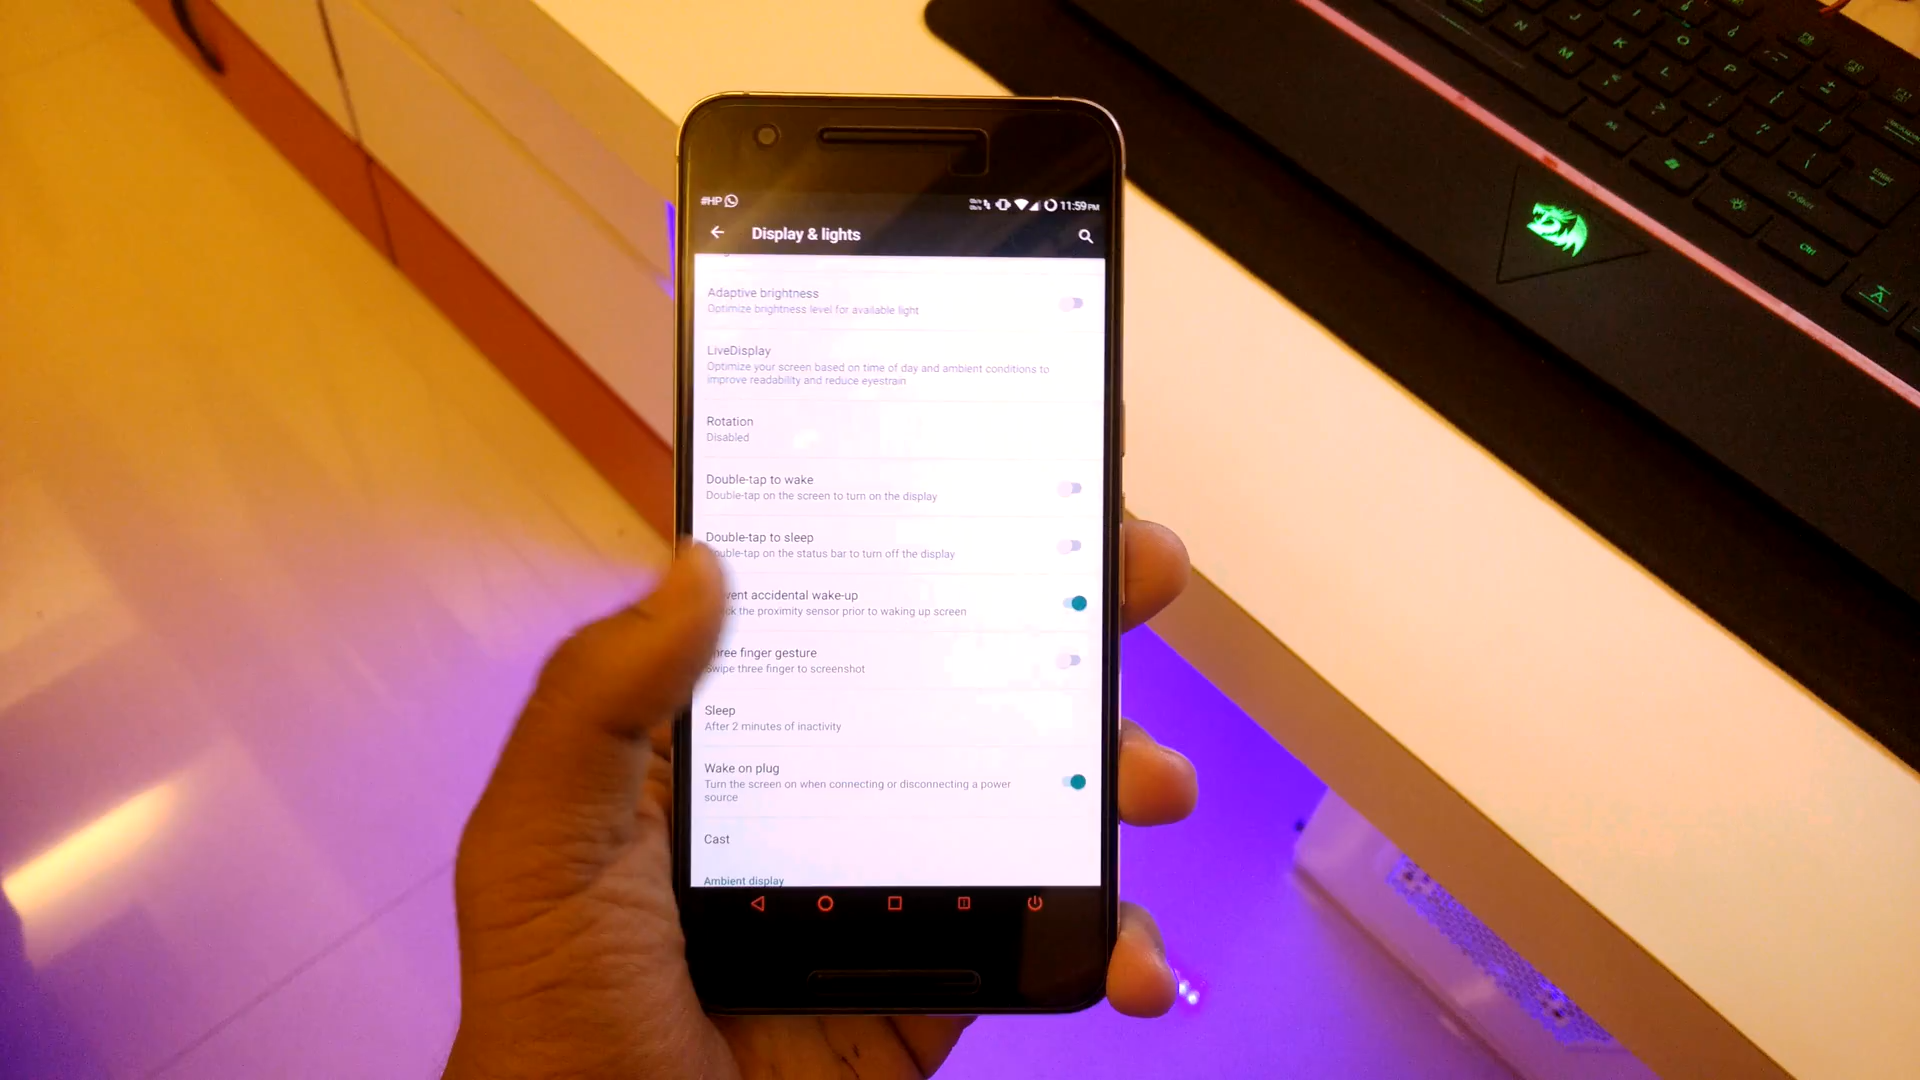 #HP 11:59 PM
Display & lights
Adaptive brightness
Optimize brightness level for available light
LiveDisplay
Optimize your screen based on time of day and ambient conditions to
improve readability and reduce eyestrain
Rotation
Disabled
Double-tap to wake
Double-tap on the screen to turn on the display
Double-tap to sleep
uble-tap on the status bar to turn off the display
vent accidental wake-up
ck the proximity sensor prior to waking up screen
ree finger gesture
Swipe three finger to screenshot
Sleep
After 2 minutes of inactivity
Wake on plug
Turn the screen on when connecting or disconnecting a power
source
Cast
Ambient display
N M J K L O P
Alt
Enter
Shift
Ctrl